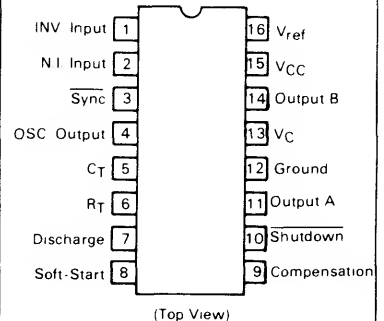 INV Input 1 16 Vref
N I Input 2 15 VCC
Sync 3 14 Output B
OSC Output 4 13 VC
CT 5 12 Ground
RT 6 11 Output A
Discharge 7 10 Shutdown
Soft-Start 8 9 Compensation
(Top View)